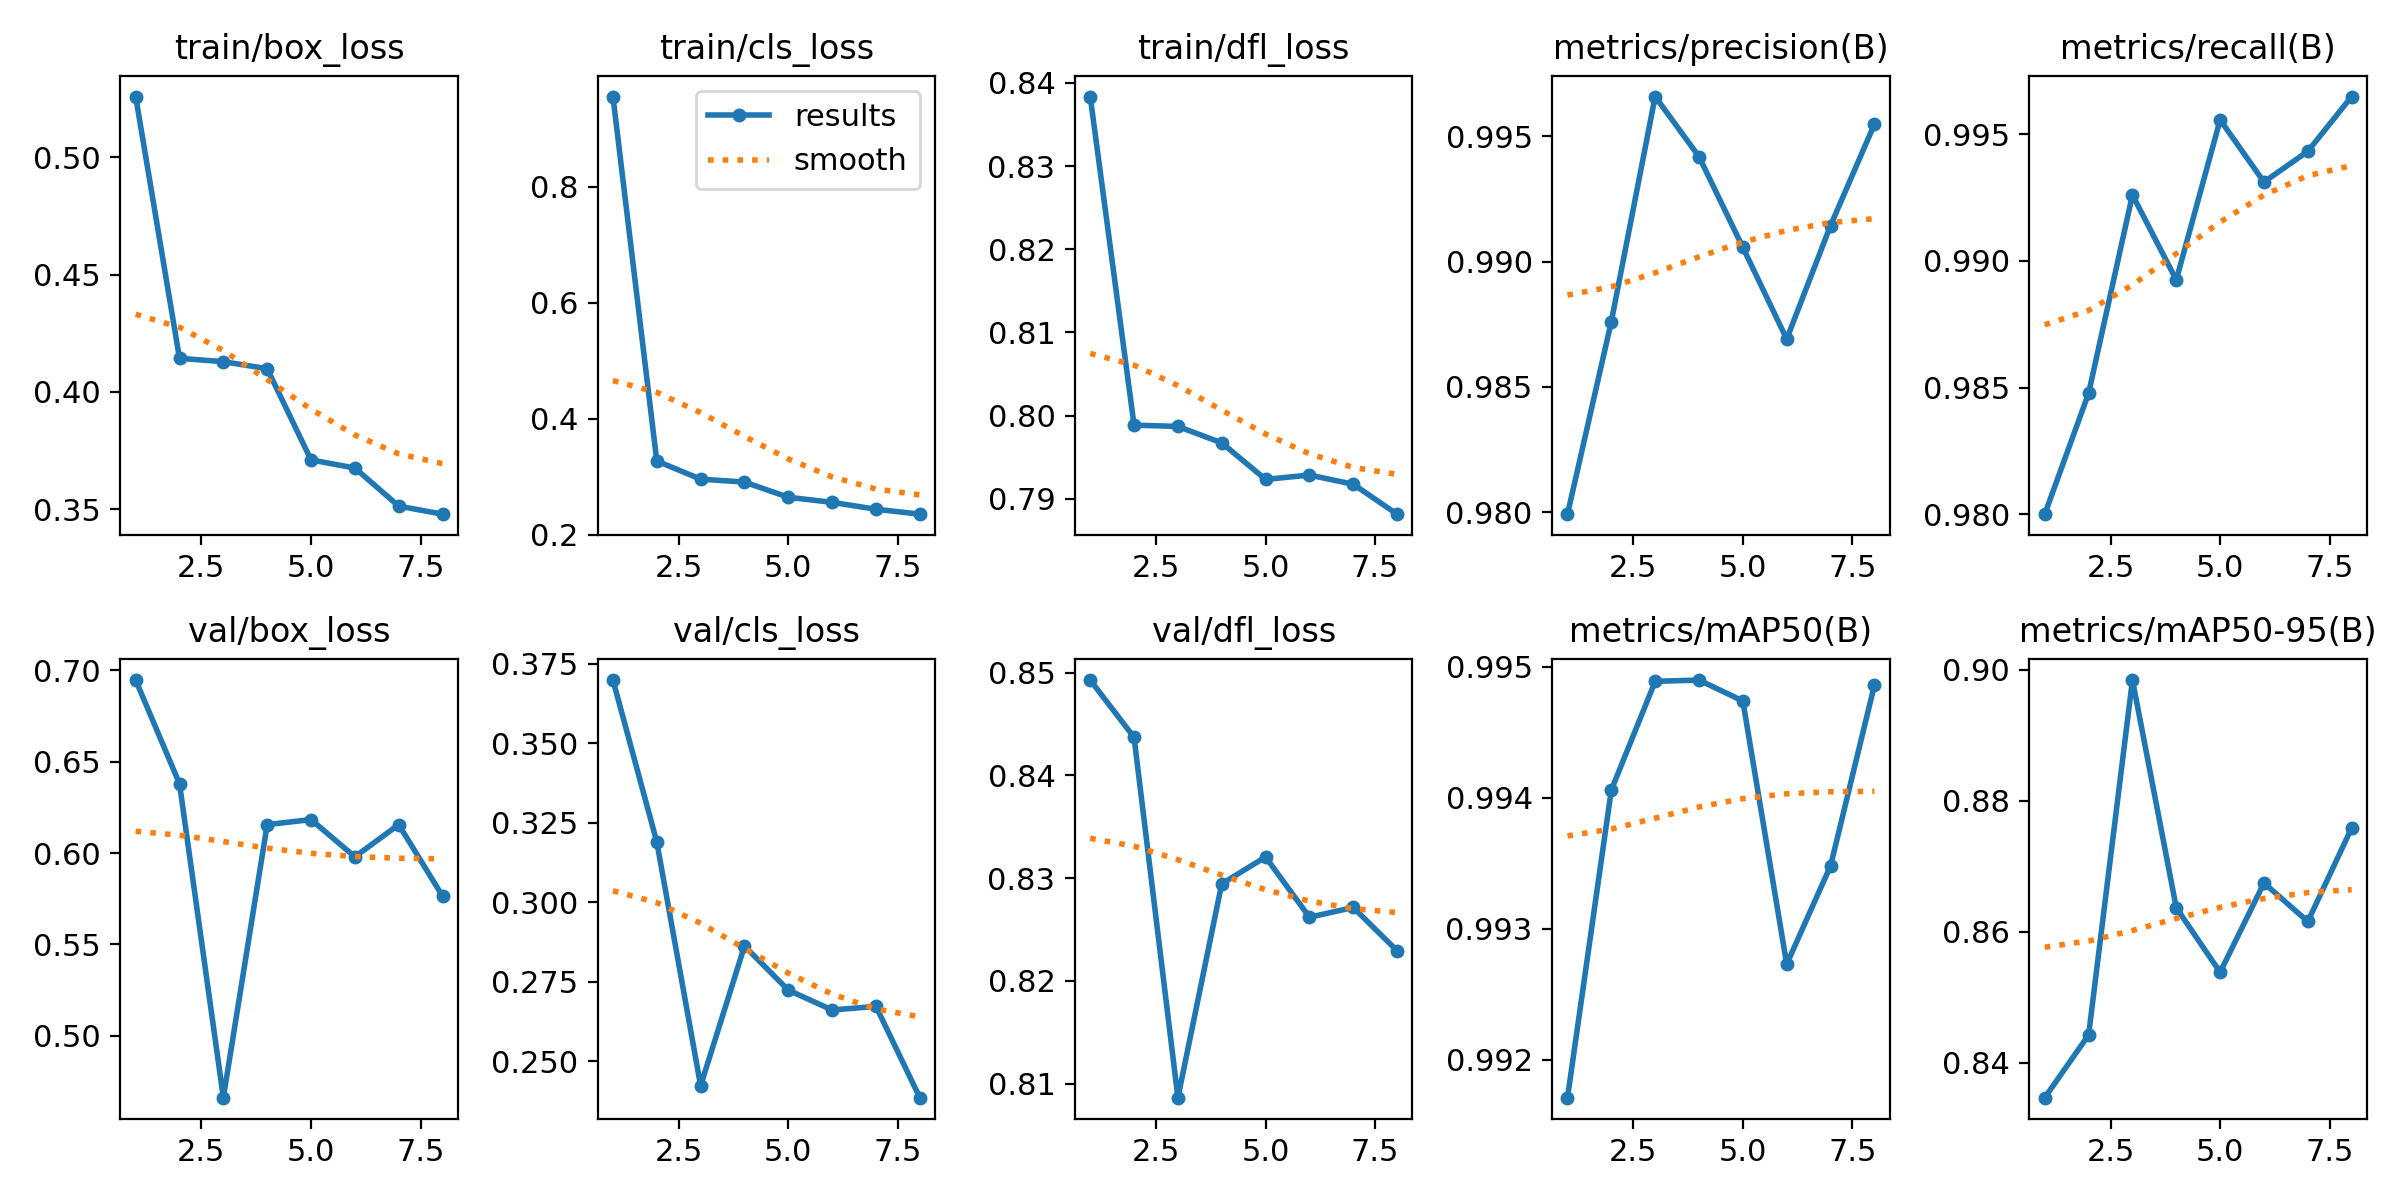 train/box_loss
0.50
0.45
0.40
0.35
2.5 5.0 7.5
train/cls_loss
results
smooth
0.8
0.6
0.4
0.2
2.5 5.0 7.5
train/dfl_loss
0.84
0.83
0.82
0.81
0.80
0.79
2.5 5.0 7.5
metrics/precision(B)
0.995
0.990
0.985
0.980
2.5 5.0 7.5
metrics/recall(B)
0.995
0.990
0.985
0.980
2.5 5.0 7.5
val/box_loss
0.70
0.65
0.60
0.55
0.50
2.5 5.0 7.5
val/cls_loss
0.375
0.350
0.325
0.300
0.275
0.250
2.5 5.0 7.5
val/dfl_loss
0.85
0.84
0.83
0.82
0.81
2.5 5.0 7.5
metrics/mAP50(B)
0.995
0.994
0.993
0.992
2.5 5.0 7.5
metrics/mAP50-95(B)
0.90
0.88
0.86
0.84
2.5 5.0 7.5